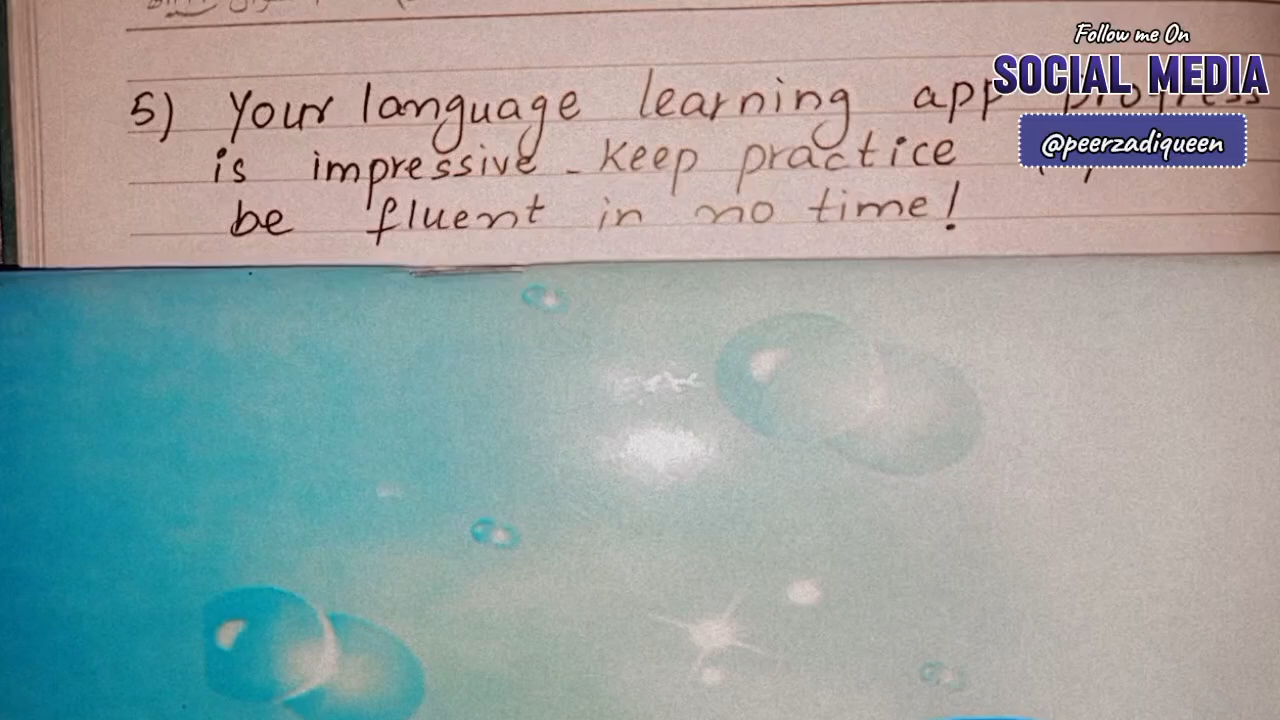 Follow me On
SOCIAL MEDIA
@peerzadiqueen
5) Your language learning app progress
is impressive - Keep practice
be fluent in no time!